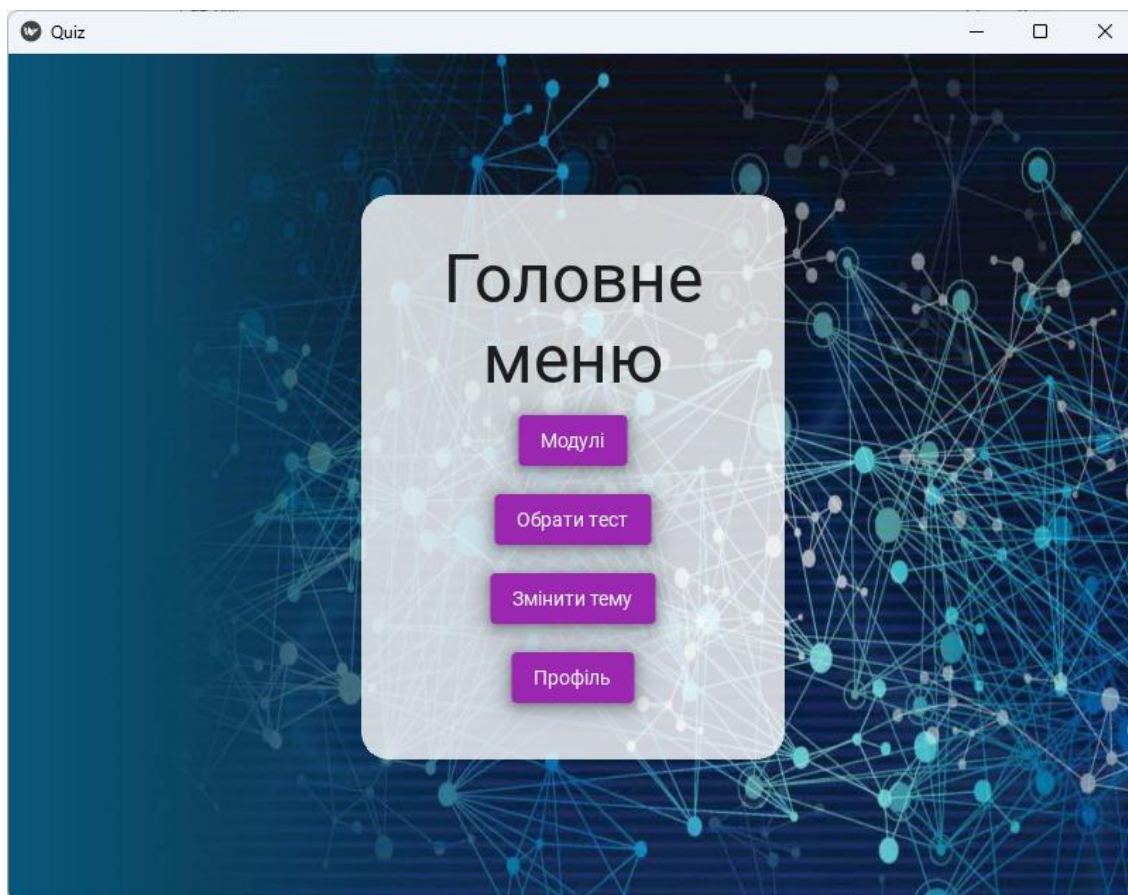 Quiz
Головне
меню
Модулі
Обрати тест
Змінити тему
Профіль